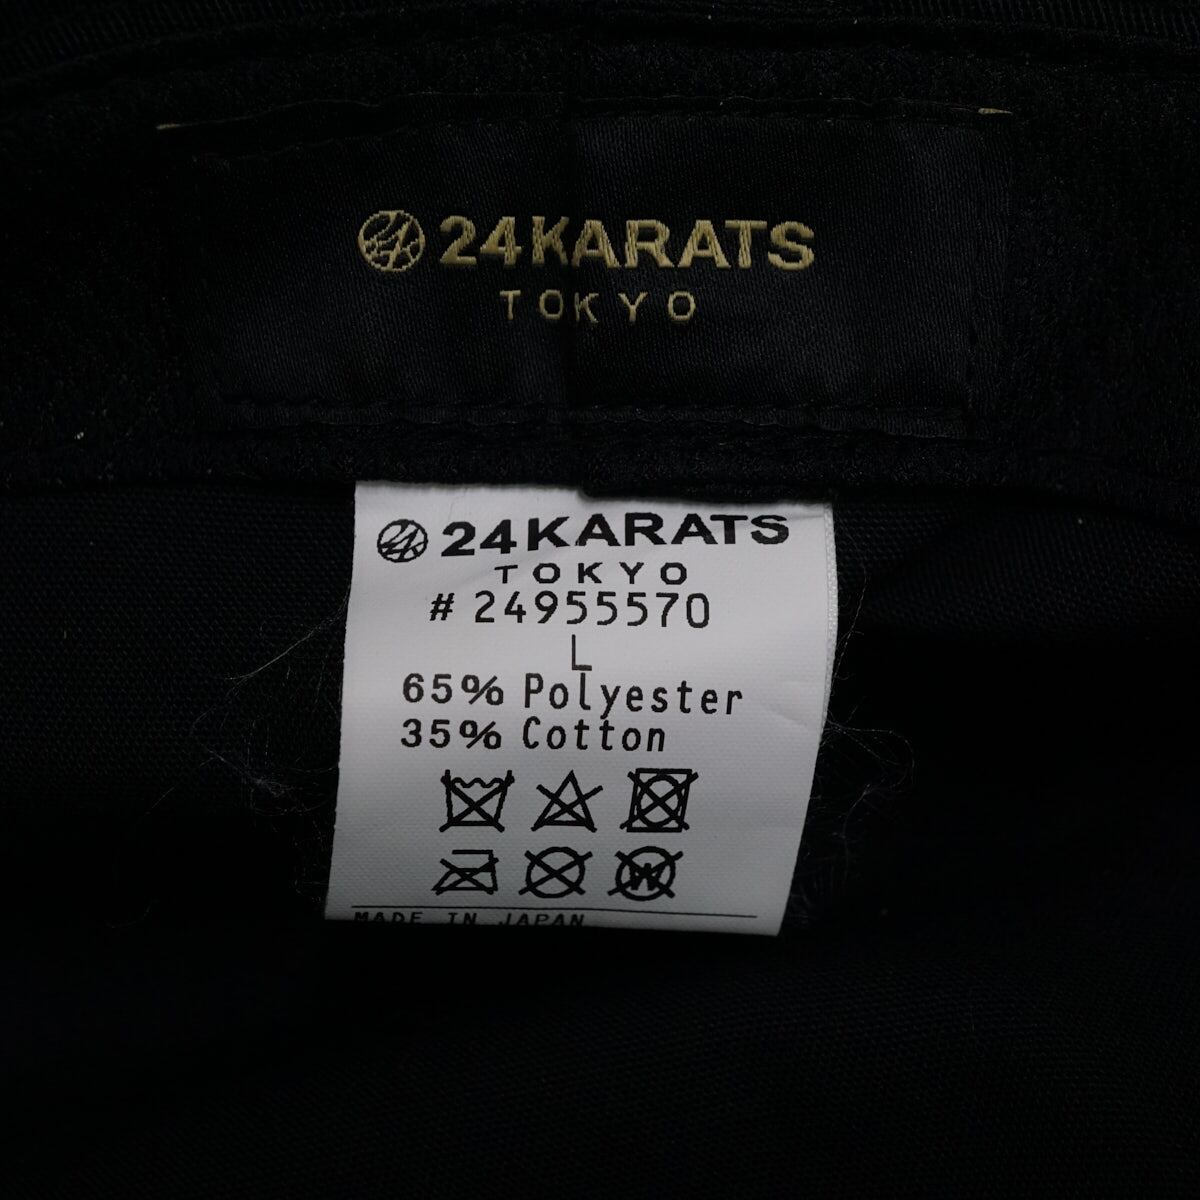 24KARATS
TOKYO
24KARATS
TOKYO
# 24955570
L
65% Polyester
35% Cotton
W
MADE IN JAPAN